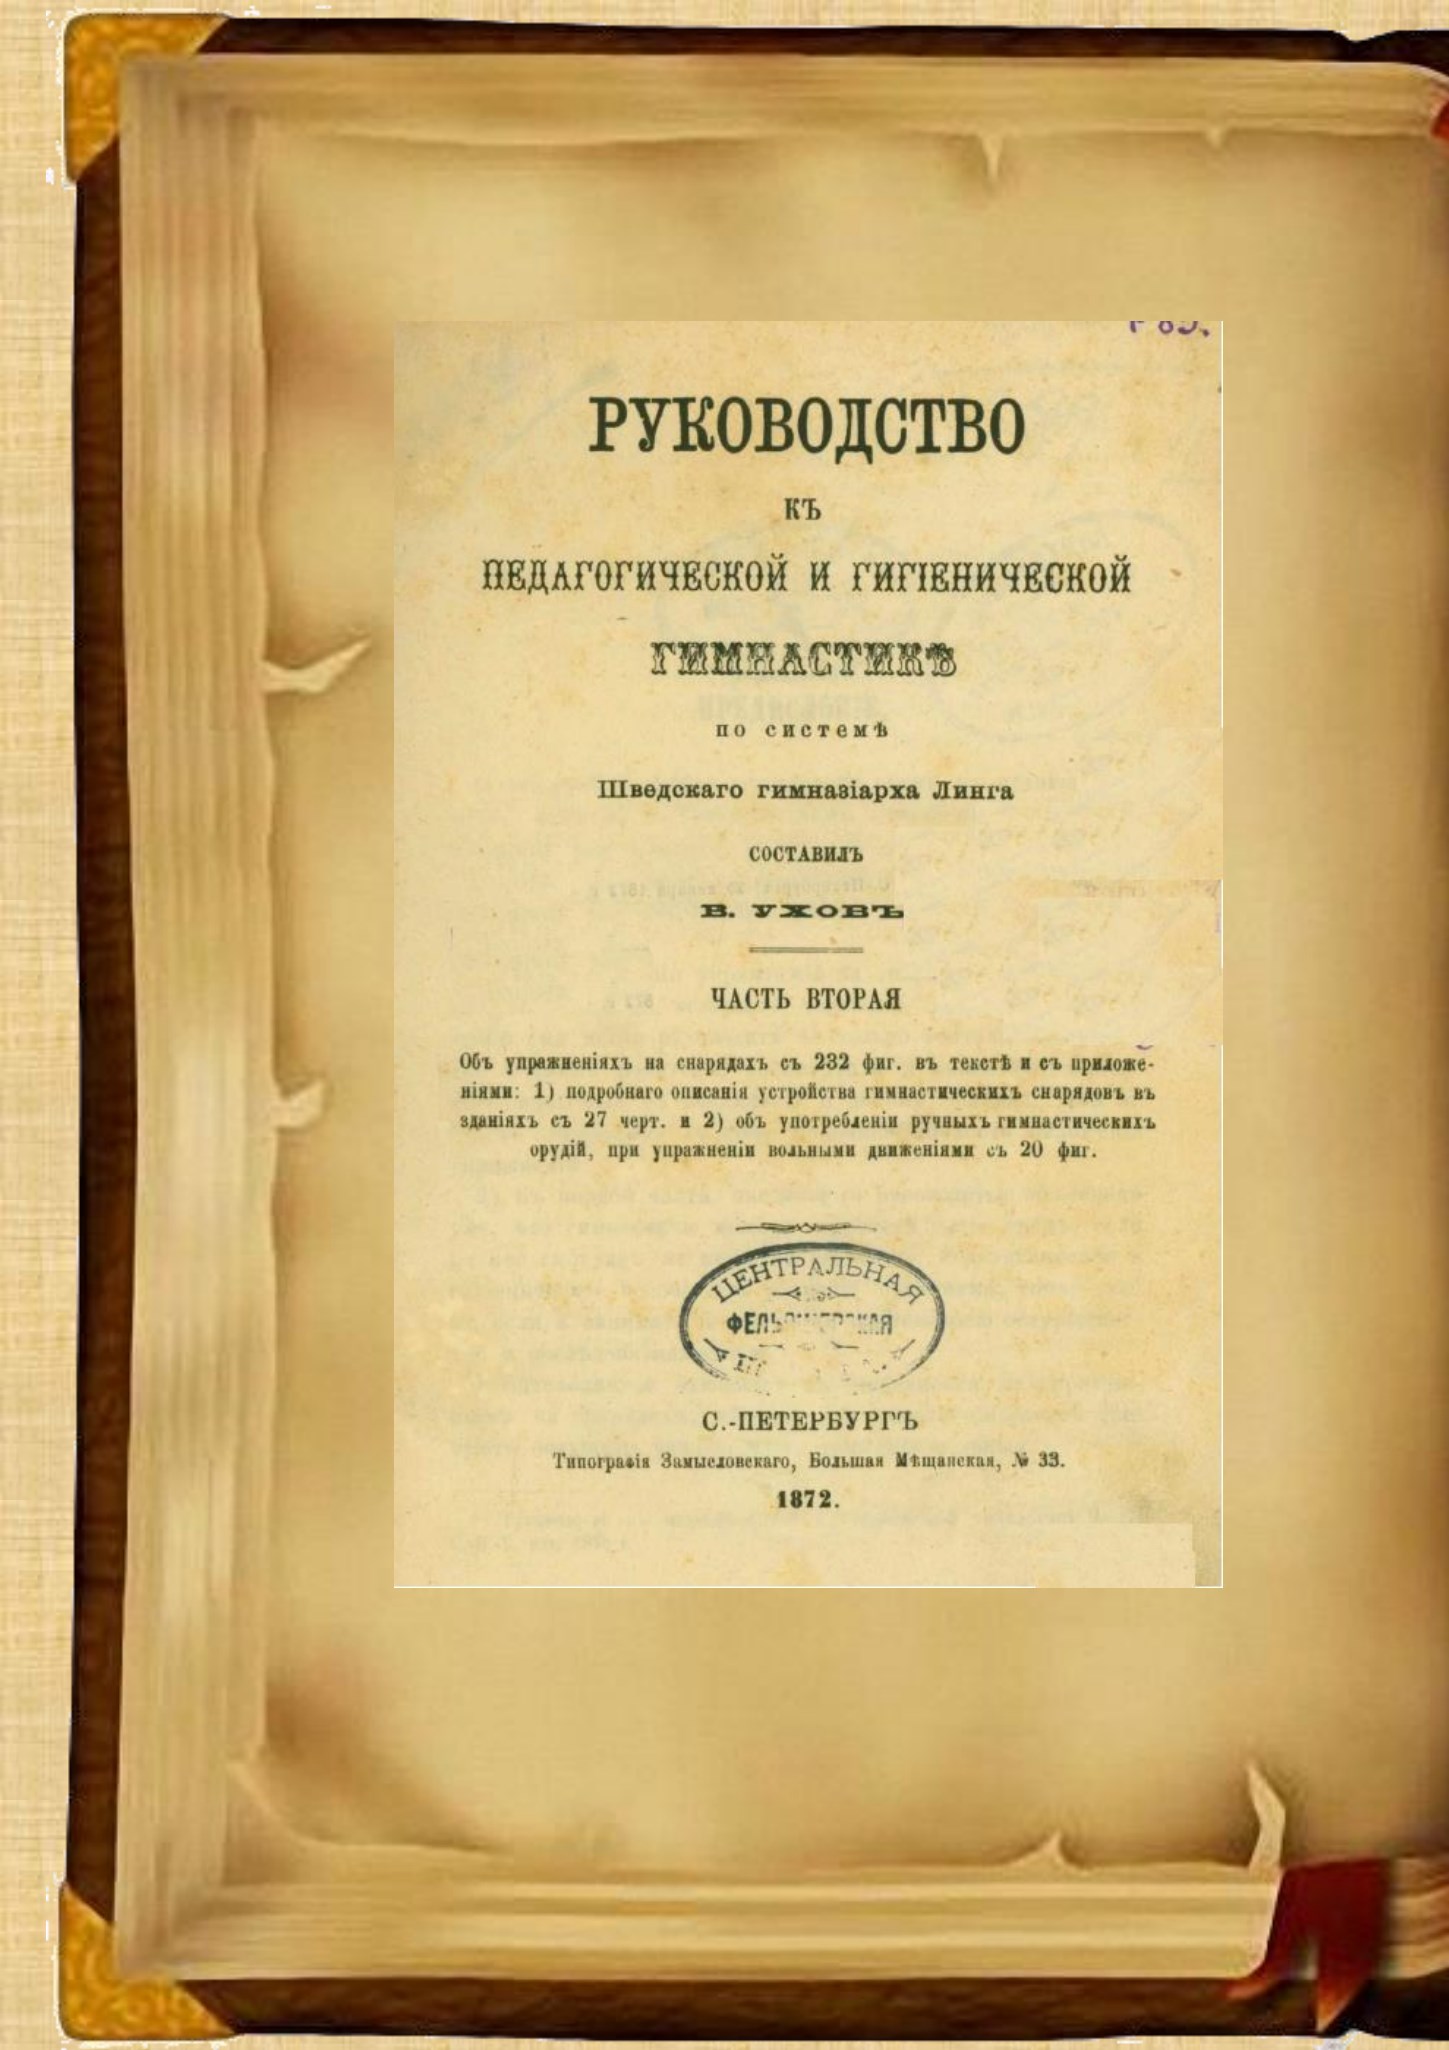 РУКОВОДСТВО
КЪ
ПЕДАГОГИЧЕСКОЙ И ГИГІЕНИЧЕСКОЙ
ГИМНАСТИКѢ
по системѣ
Шведскаго гимназіарха Линга
СОСТАВИЛЪ
В. УХОВЪ
ЧАСТЬ ВТОРАЯ
Объ упражненіяхъ на снарядахъ съ 232 фиг. въ текстѣ и съ приложе-
ніями: 1) подробнаго описанія устройства гимнастическихъ снарядовъ въ
зданіяхъ съ 27 черт. и 2) объ употребленіи ручныхъ гимнастическихъ
орудій, при упражненіи вольными движеніями съ 20 фиг.
ЦЕНТРАЛЬНАЯ
С.-ПЕТЕРБУРГЪ
Типографія Замысловскаго, Большая Мѣщанская, № 33.
1872.